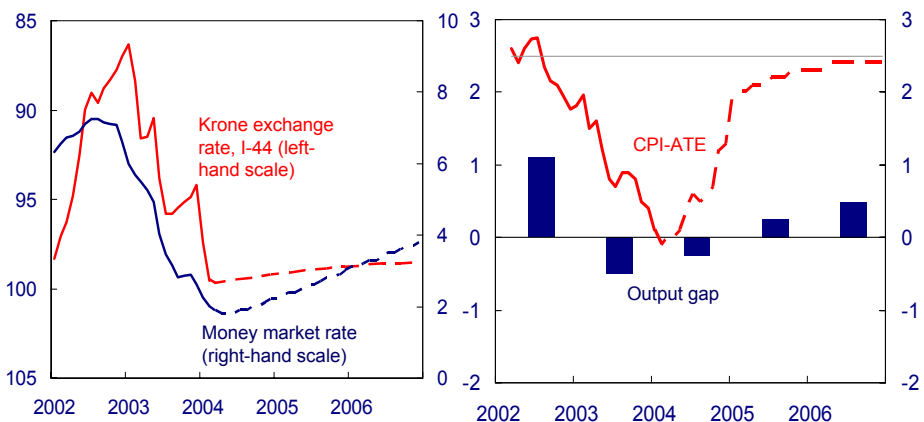 85
90
95
100
105
10
8
6
4
2
0
Krone exchange
rate, I-44 (left-
hand scale)
Money market rate
(right-hand scale)
2002 2003 2004 2005 2006
3
2
1
0
-1
-2
3
2
1
0
-1
-2
CPI-ATE
Output gap
2002 2003 2004 2005 2006